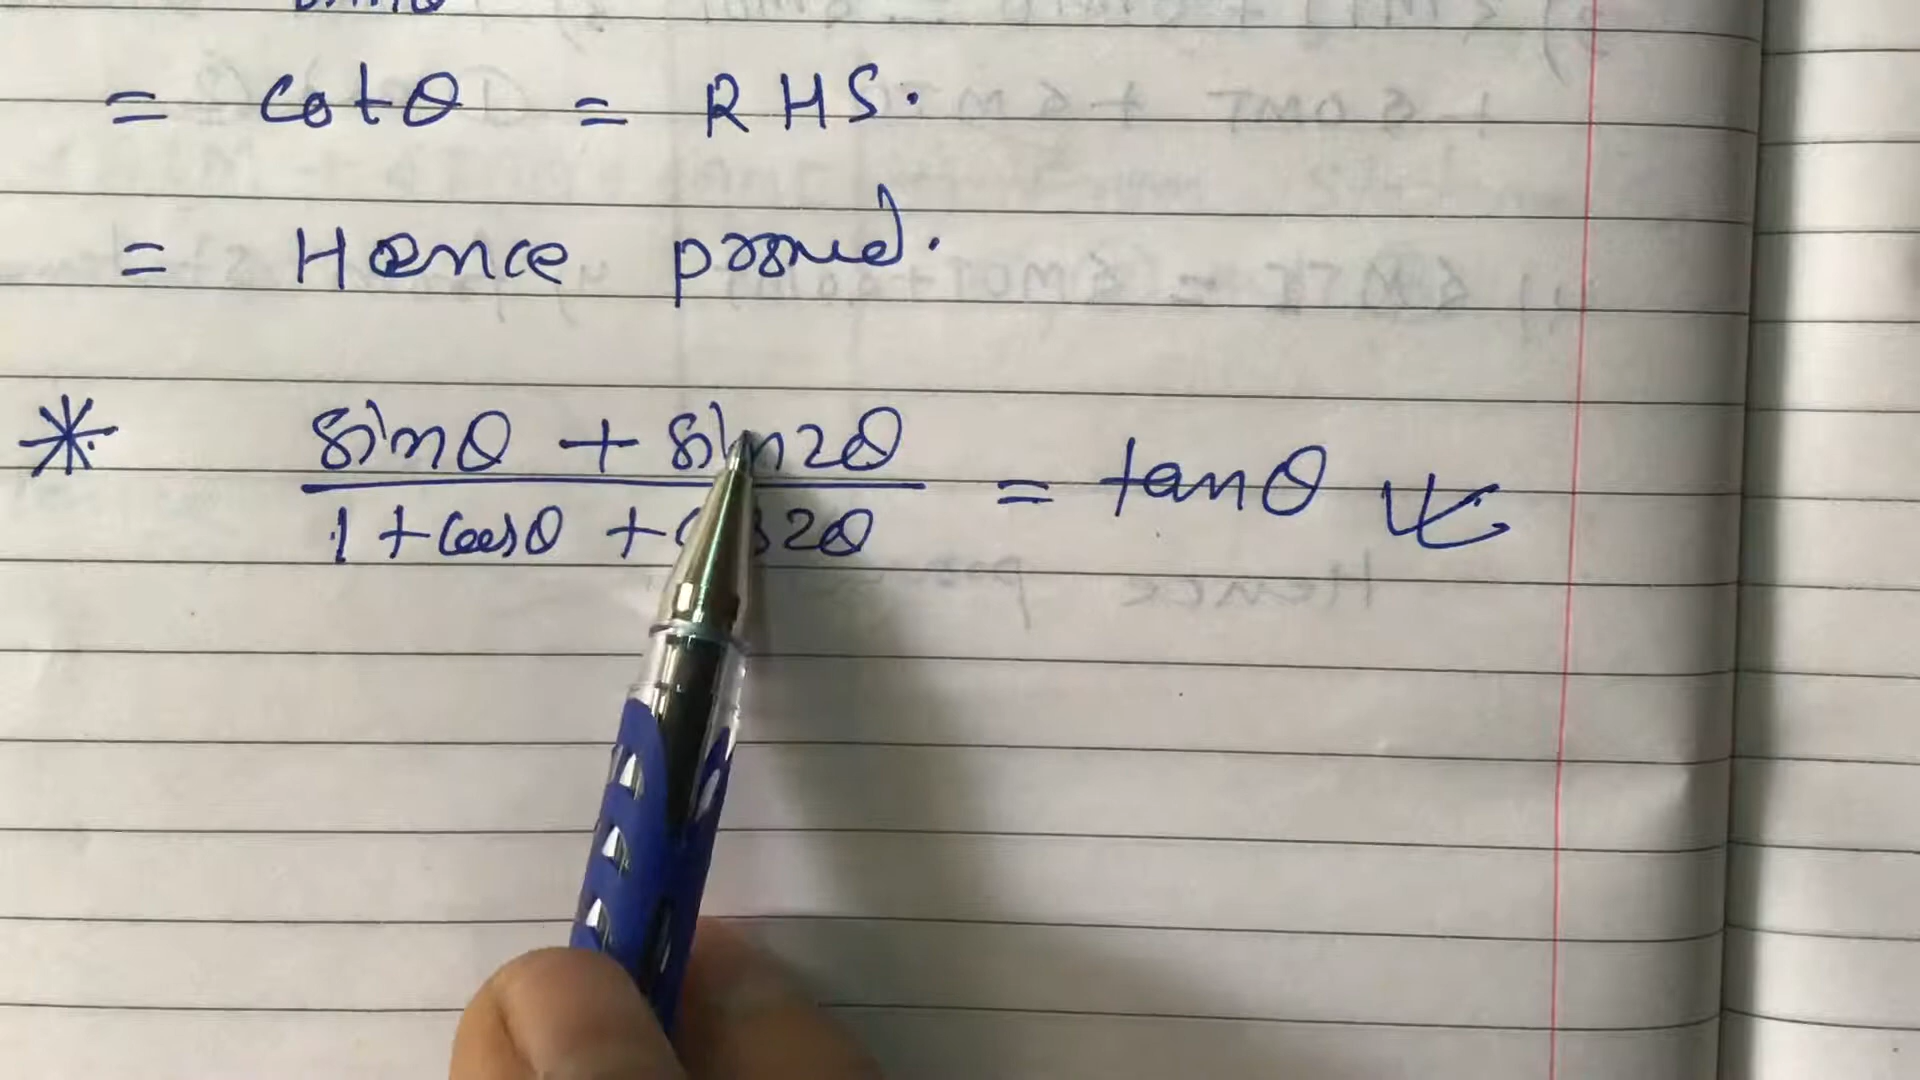 = cotθ = RHS.
= Hence proved.
* sinθ + sin2θ
1 + cosθ + cos2θ = tanθ